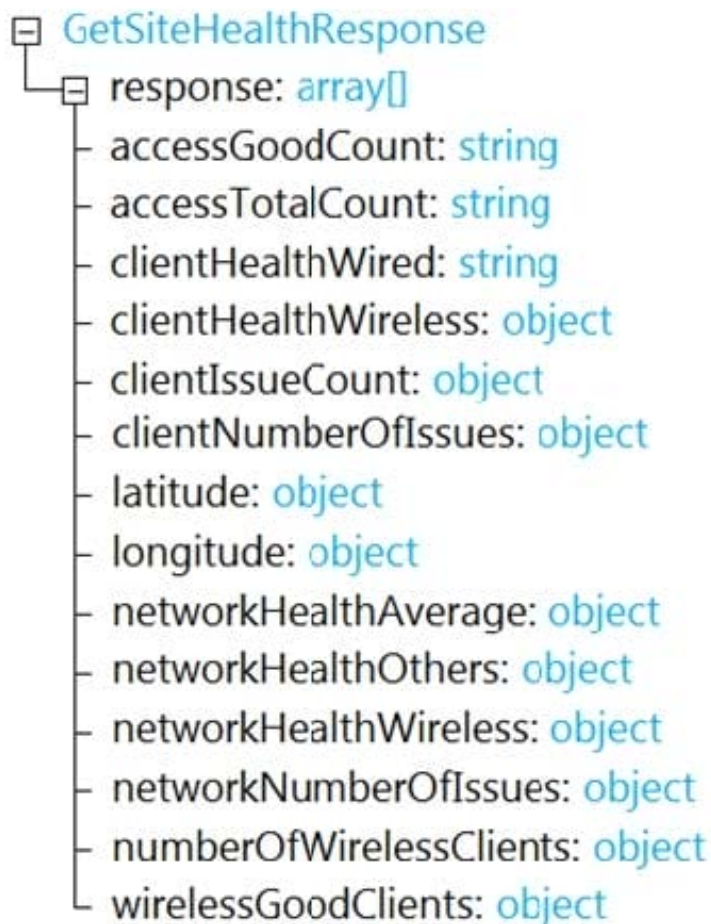 GetSiteHealthResponse
response: array[]
accessGoodCount: string
accessTotalCount: string
clientHealthWired: string
clientHealthWireless: object
clientIssueCount: object
clientNumberOfIssues: object
latitude: object
longitude: object
networkHealthAverage: object
networkHealthOthers: object
networkHealthWireless: object
networkNumberOfIssues: object
numberOfWirelessClients: object
wirelessGoodClients: object